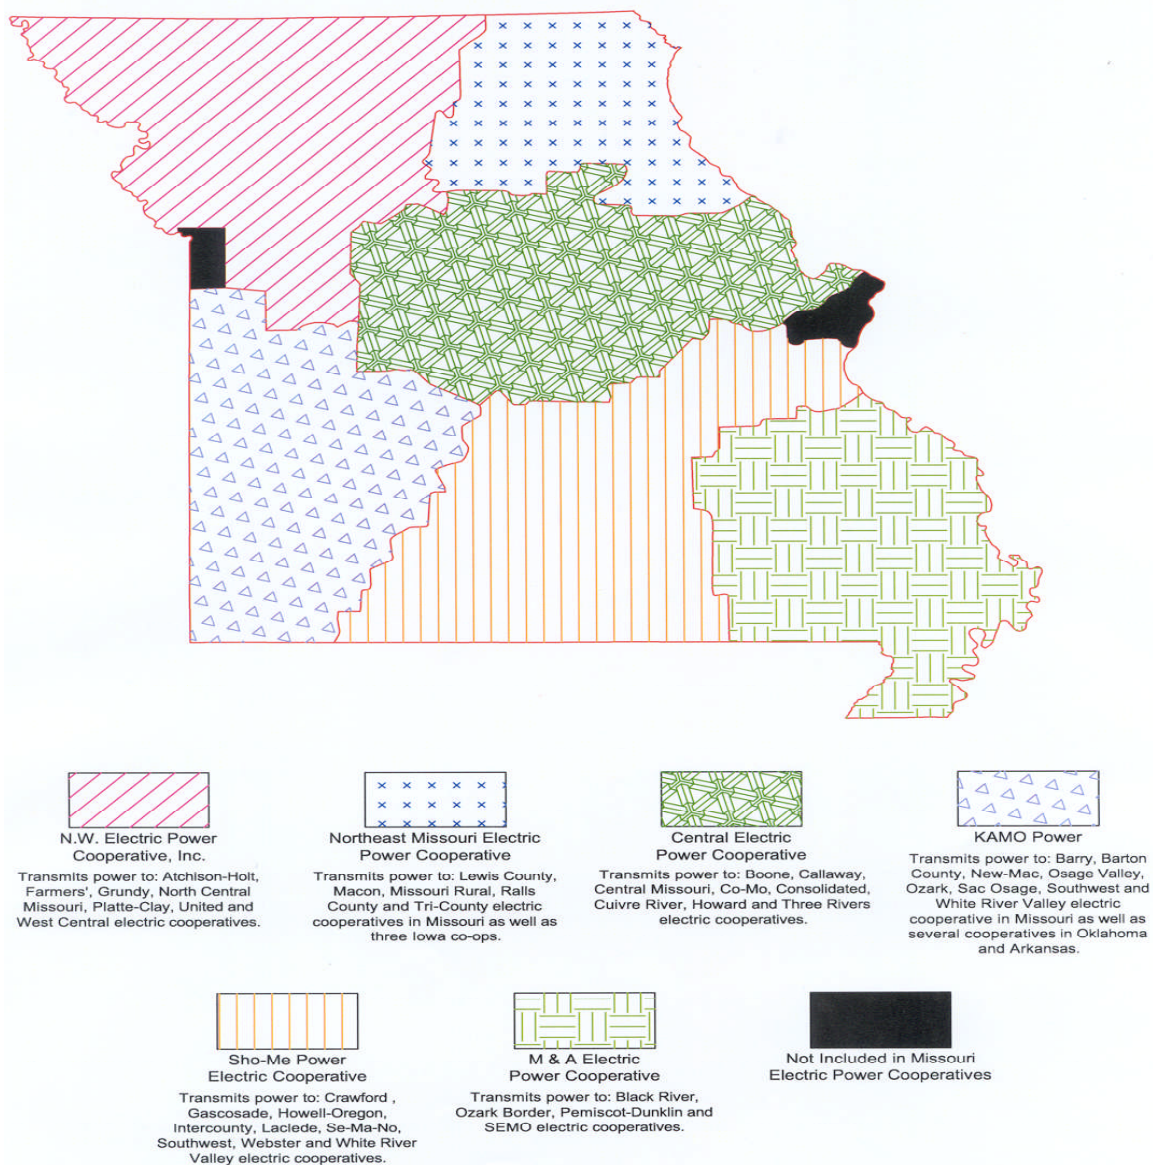 N.W. Electric Power
Cooperative, Inc.
Transmits power to: Atchison-Holt,
Farmers', Grundy, North Central
Missouri, Platte-Clay, United and
West Central electric cooperatives.
Northeast Missouri Electric
Power Cooperative
Transmits power to: Lewis County,
Macon, Missouri Rural, Ralls
County and Tri-County electric
cooperatives in Missouri as well as
three Iowa co-ops.
Central Electric
Power Cooperative
Transmits power to: Boone, Callaway,
Central Missouri, Co-Mo, Consolidated,
Cuivre River, Howard and Three Rivers
electric cooperatives.
KAMO Power
Transmits power to: Barry, Barton
County, New-Mac, Osage Valley,
Ozark, Sac Osage, Southwest and
White River Valley electric
cooperative in Missouri as well as
several cooperatives in Oklahoma
and Arkansas.
Sho-Me Power
Electric Cooperative
Transmits power to: Crawford ,
Gascosade, Howell-Oregon,
Intercounty, Laclede, Se-Ma-No,
Southwest, Webster and White River
Valley electric cooperatives.
M & A Electric
Power Cooperative
Transmits power to: Black River,
Ozark Border, Pemiscot-Dunklin and
SEMO electric cooperatives.
Not Included in Missouri
Electric Power Cooperatives